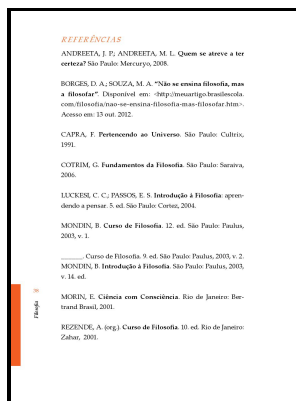 REFERÊNCIAS
ANDREETA, J. P.; ANDREETA, M. L. Quem se atreve a ter
certeza? São Paulo: Mercuryo, 2008.
BORGES, D. A.; SOUZA, M. A. “Não se ensina filosofia, mas
a filosofar”. Disponível em: <http://meuartigo.brasilescola.
com/filosofia/nao-se-ensina-filosofia-mas-filosofar.htm>.
Acesso em: 13 out. 2012.
CAPRA, F. Pertencendo ao Universo. São Paulo: Cultrix,
1991.
COTRIM, G. Fundamentos da Filosofia. São Paulo: Saraiva,
2006.
LUCKESI, C. C.; PASSOS, E. S. Introdução à Filosofia: apren-
dendo a pensar. 5. ed. São Paulo: Cortez, 2004.
MONDIN, B. Curso de Filosofia. 12. ed. São Paulo: Paulus,
2003, v. 1.
______. Curso de Filosofia. 9. ed. São Paulo: Paulus, 2003, v. 2.
MONDIN, B. Introdução à Filosofia. São Paulo: Paulus, 2003,
v. 14. ed.
MORIN, E. Ciência com Consciência. Rio de Janeiro: Ber-
trand Brasil, 2001.
REZENDE, A. (org.). Curso de Filosofia. 10. ed. Rio de Janeiro:
Zahar, 2001.
Filosofia